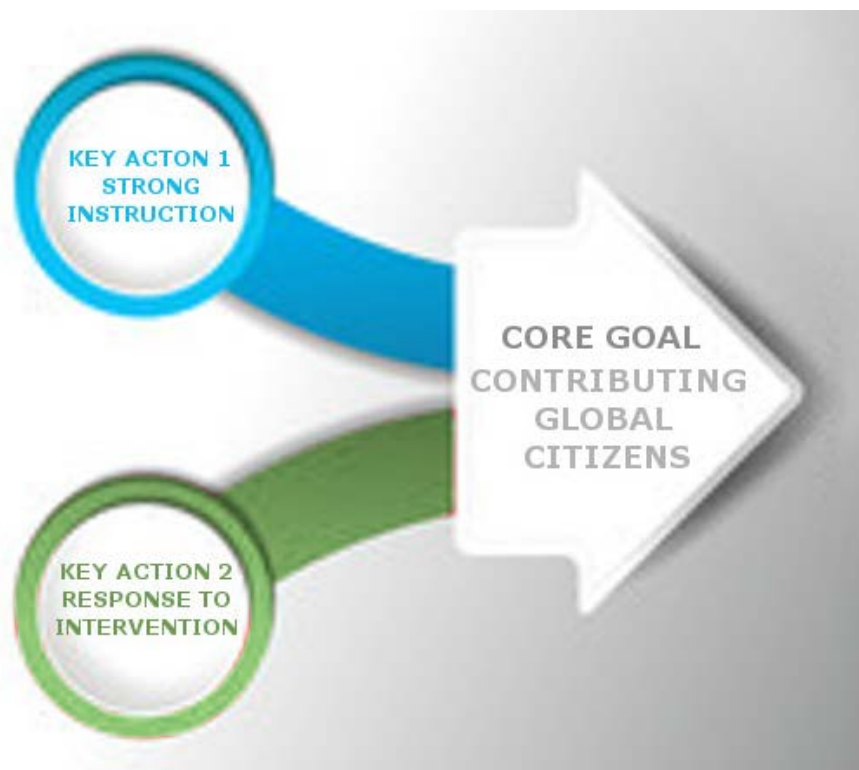 KEY ACTON 1
STRONG
INSTRUCTION
CORE GOAL
CONTRIBUTING
GLOBAL
CITIZENS
KEY ACTION 2
RESPONSE TO
INTERVENTION